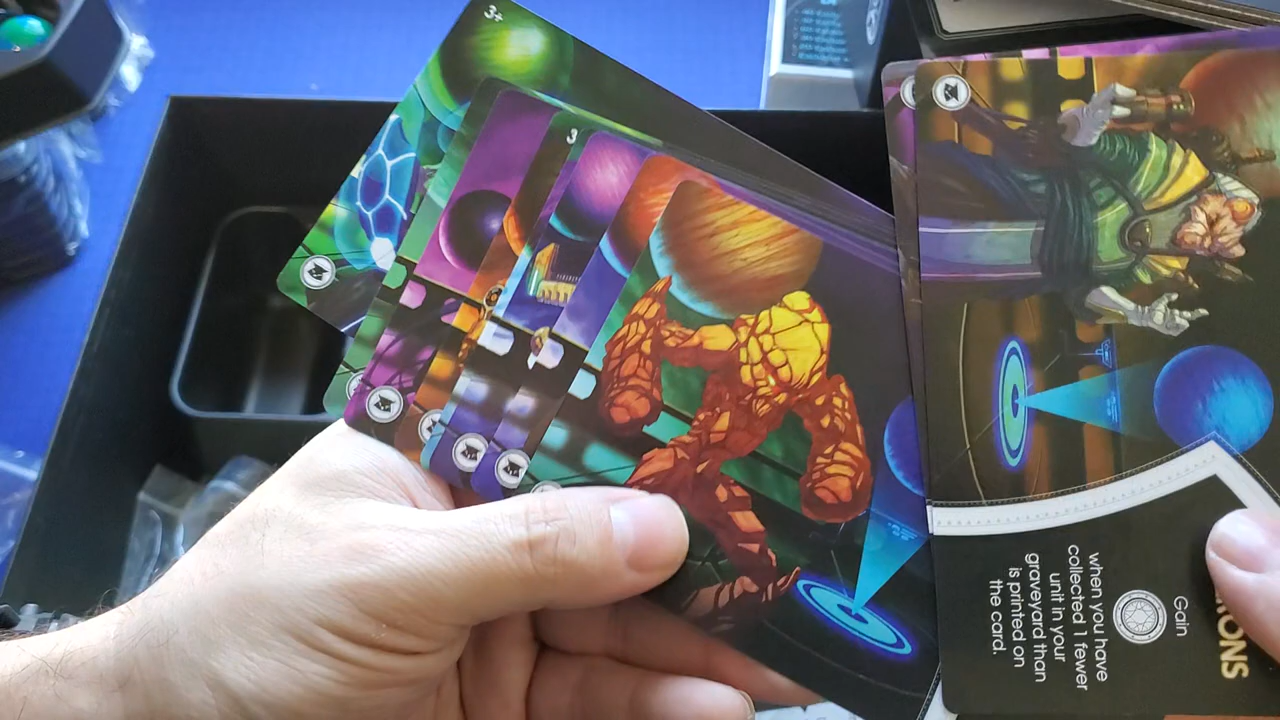 3+
3
RONS
Gain
when you have
collected 1 fewer
unit in your
graveyard than
is printed on
the card.